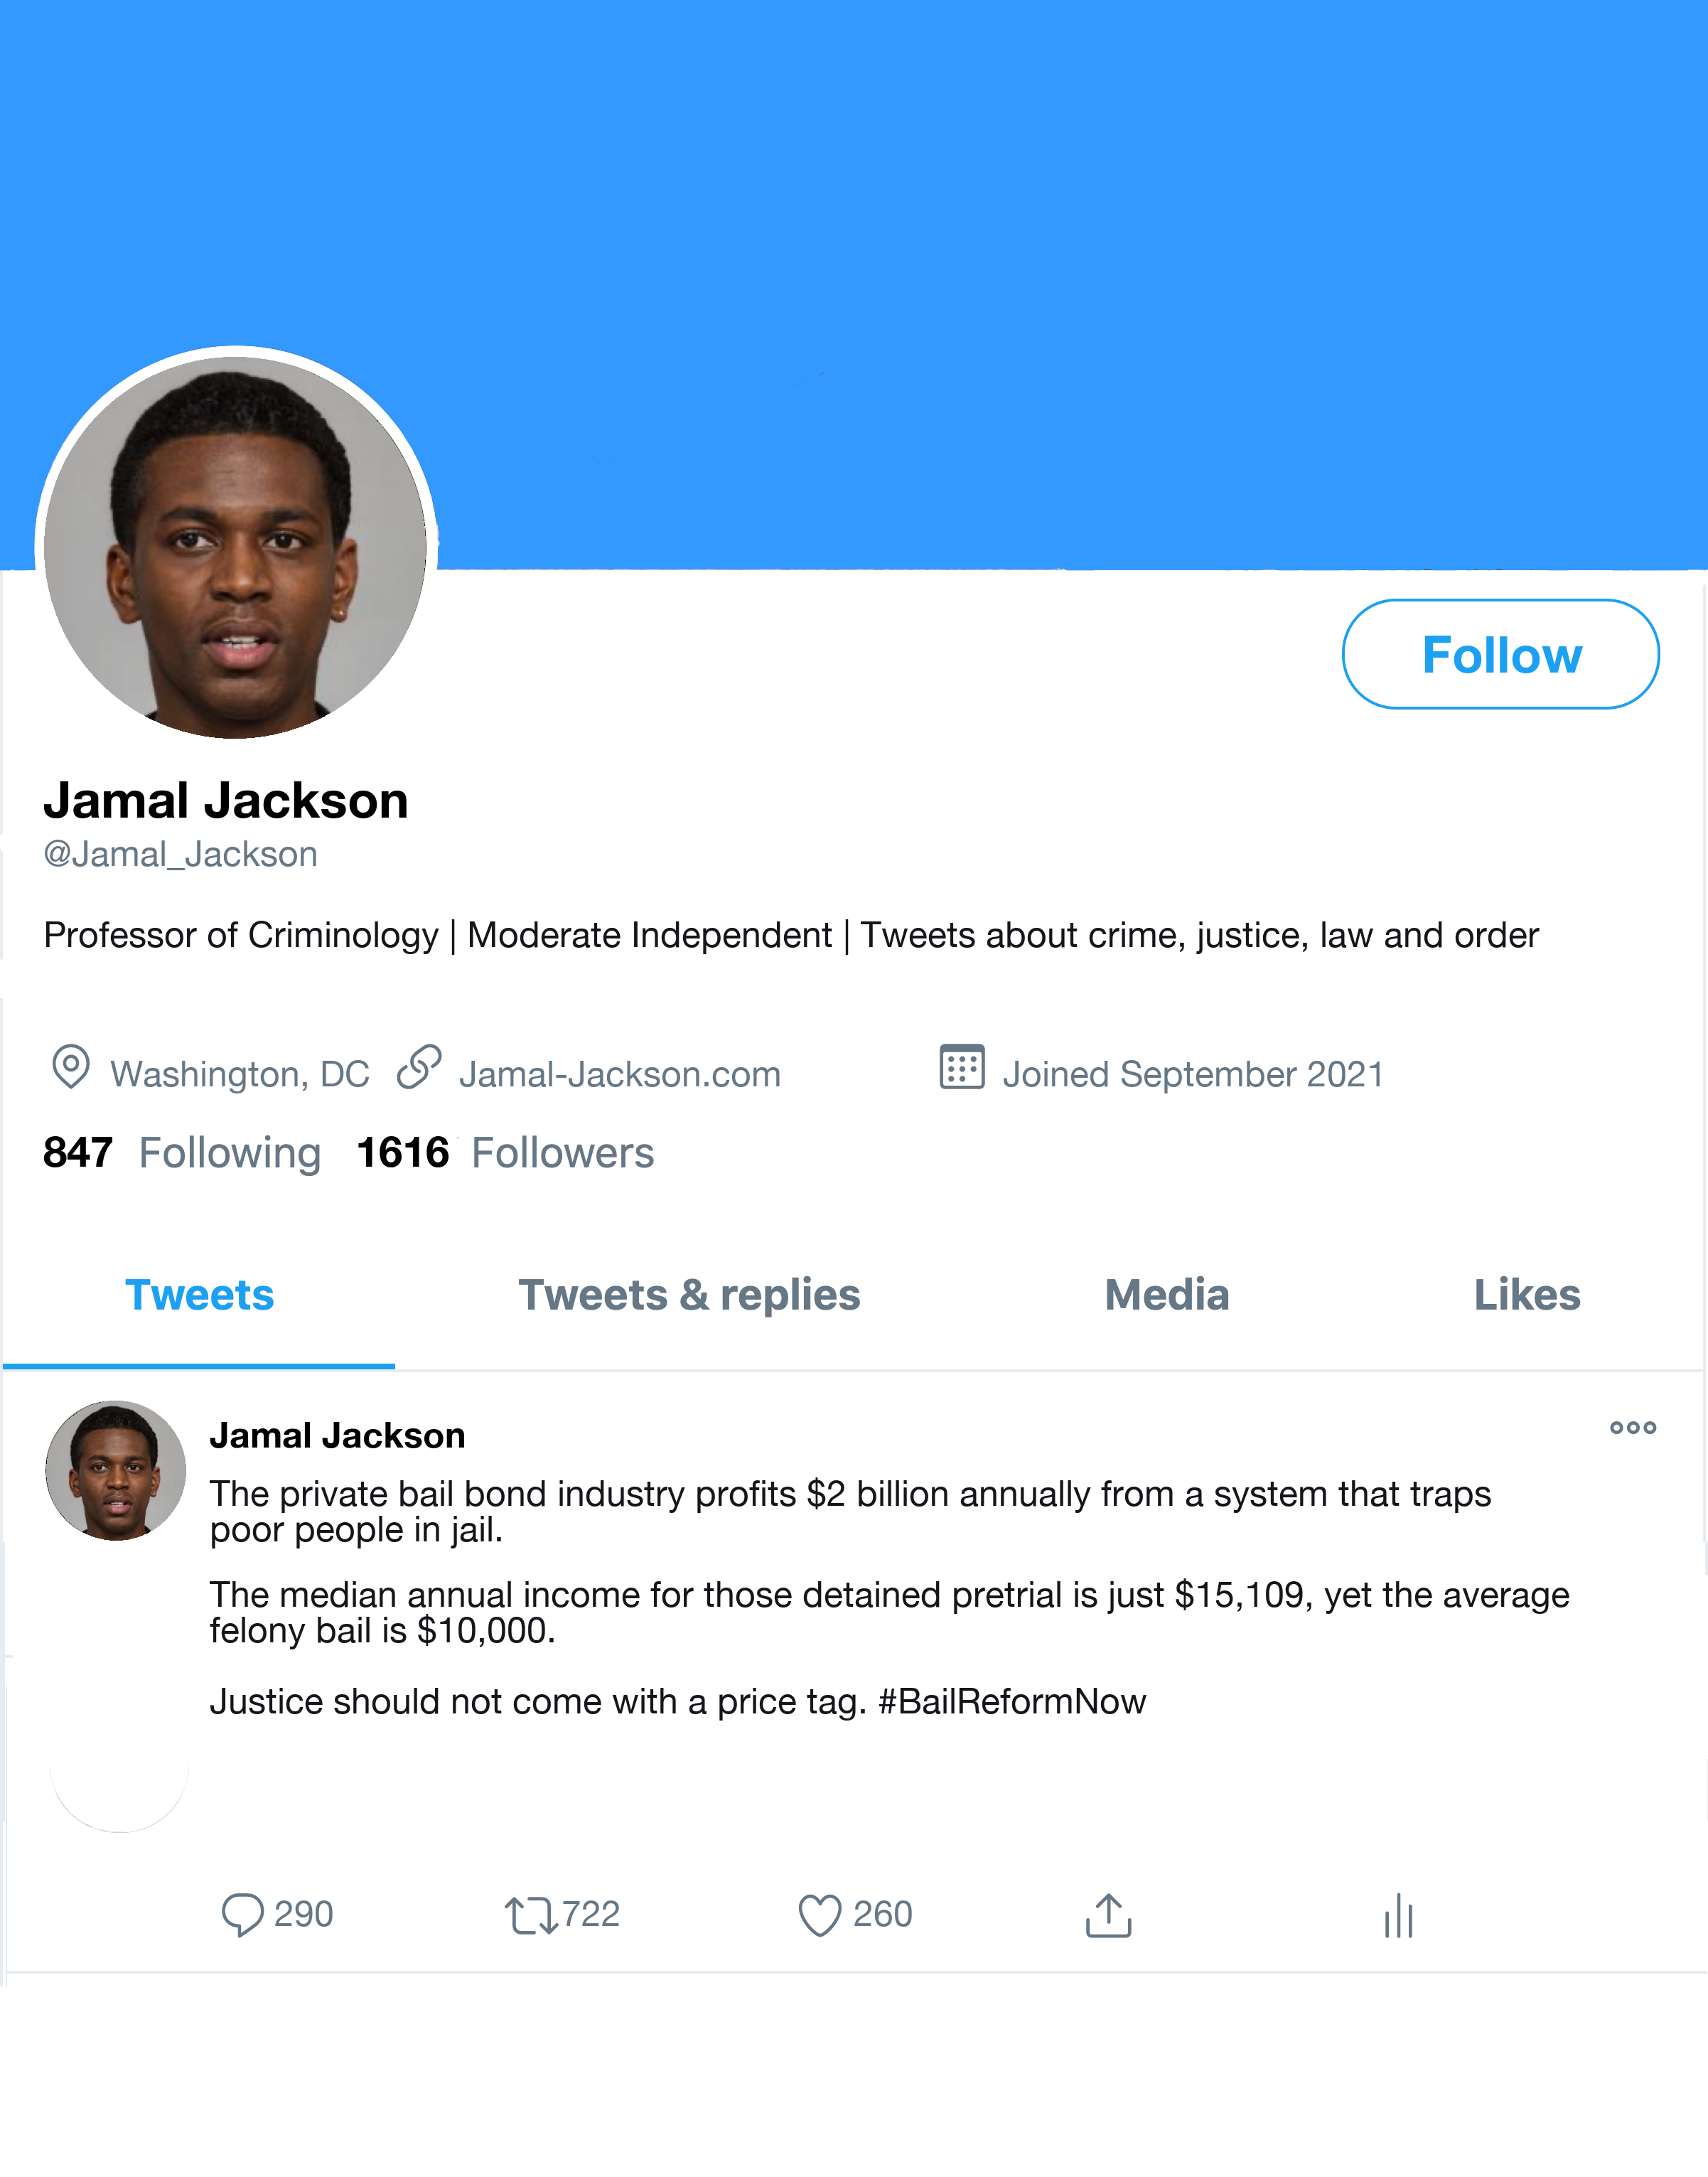 Follow
Jamal Jackson
@Jamal_Jackson
Professor of Criminology | Moderate Independent | Tweets about crime, justice, law and order
Washington, DC Jamal-Jackson.com Joined September 2021
847 Following 1616 Followers
Tweets Tweets & replies Media Likes
Jamal Jackson
The private bail bond industry profits $2 billion annually from a system that traps
poor people in jail.
The median annual income for those detained pretrial is just $15,109, yet the average
felony bail is $10,000.
Justice should not come with a price tag. #BailReformNow
290 722 260